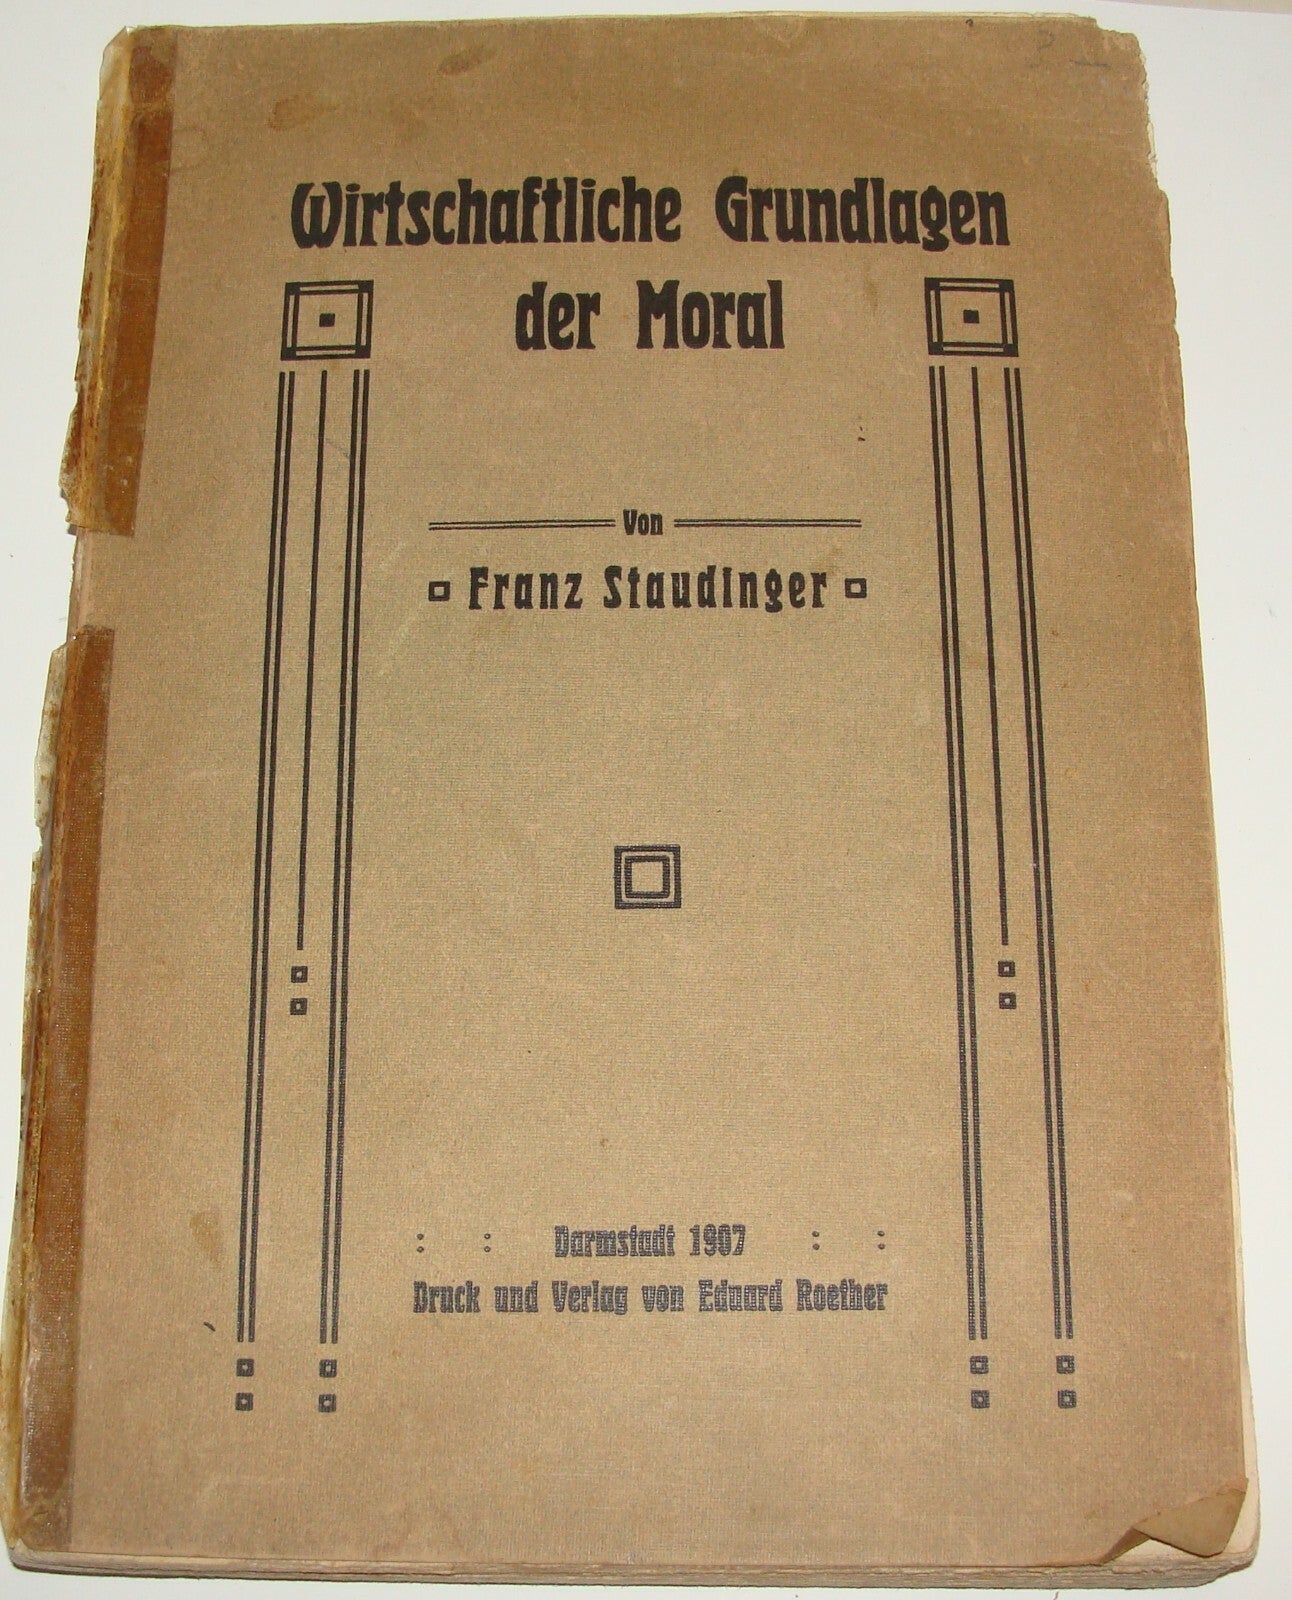 Wirtschaftliche Grundlagen
der Moral
Von
Franz Staudinger
: : Darmstadt 1907 : :
Druck und Verlag von Eduard Roether